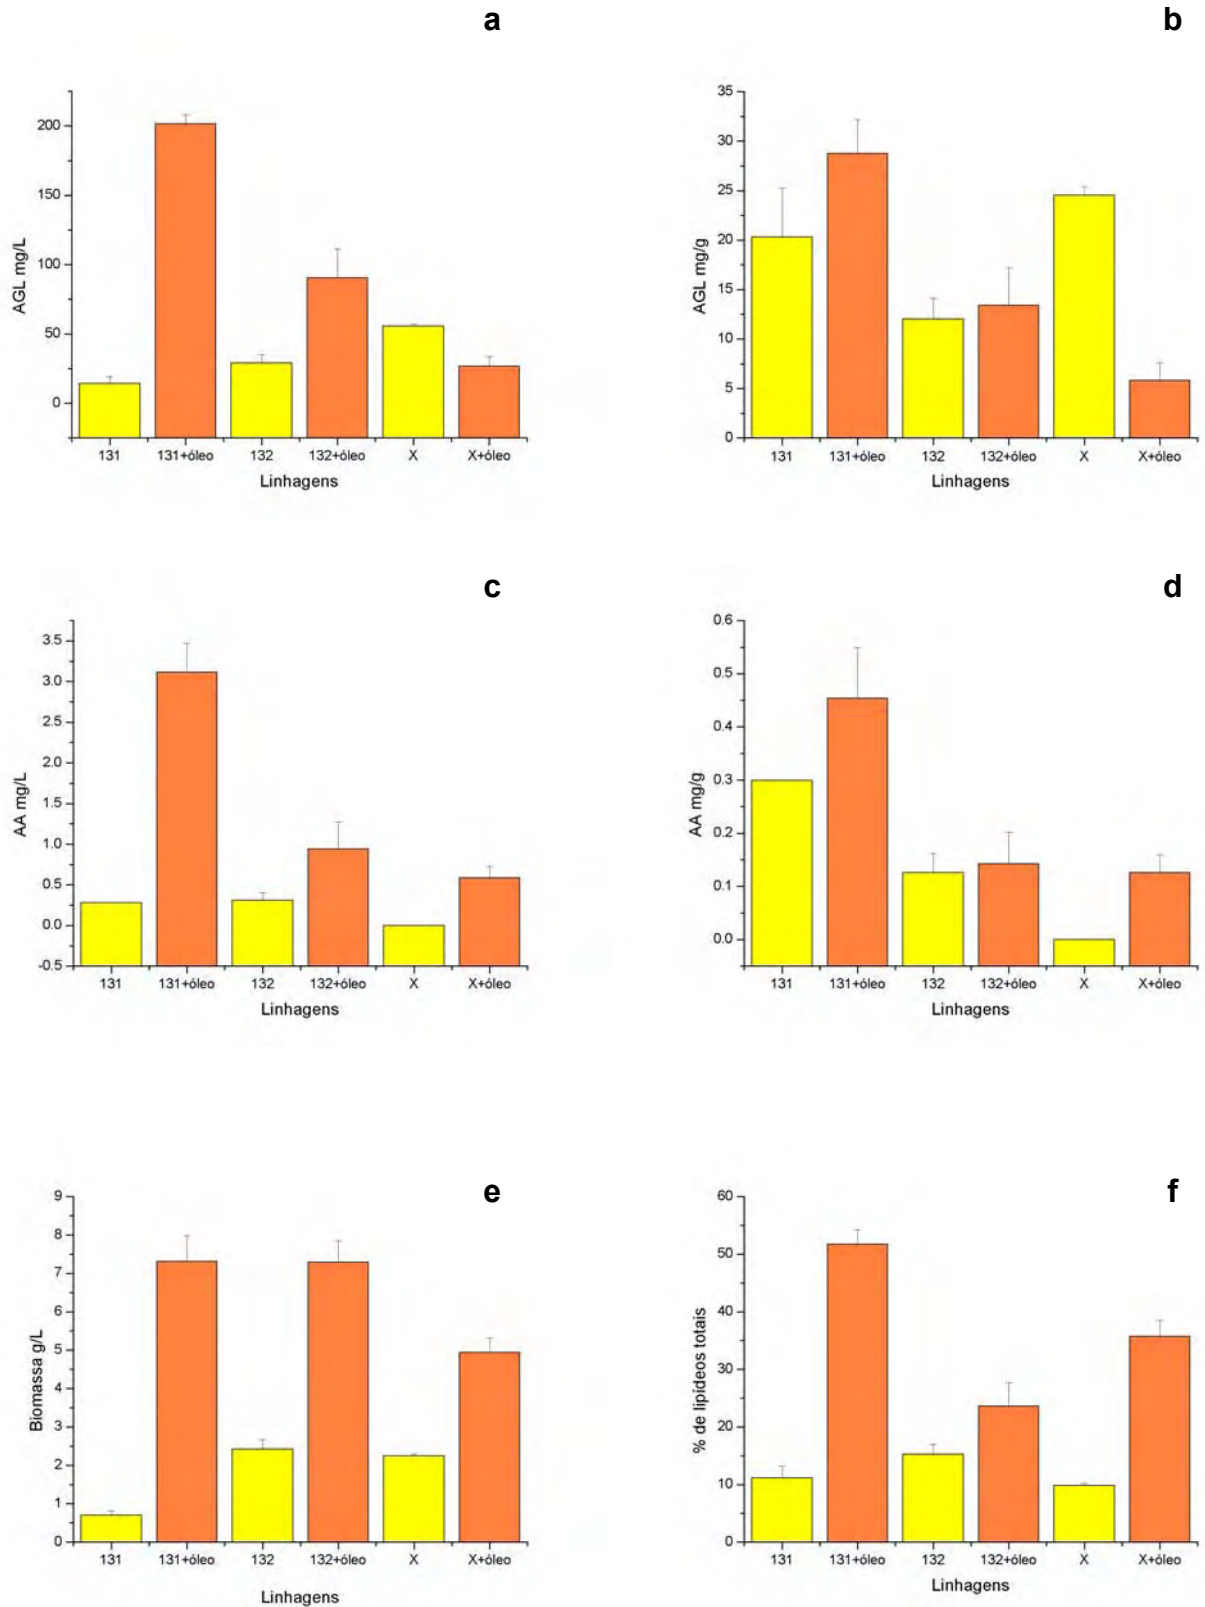 a
AGL mg/L
200
150
100
50
0
131 131+óleo 132 132+óleo X X+óleo
Linhagens
b
AGL mg/g
35
30
25
20
15
10
5
0
131 131+óleo 132 132+óleo X X+óleo
Linhagens
c
AA mg/L
3.5
3.0
2.5
2.0
1.5
1.0
0.5
0.0
-0.5
131 131+óleo 132 132+óleo X X+óleo
Linhagens
d
AA mg/g
0.6
0.5
0.4
0.3
0.2
0.1
0.0
131 131+óleo 132 132+óleo X X+óleo
Linhagens
e
Biomassa g/L
9
8
7
6
5
4
3
2
1
0
131 131+óleo 132 132+óleo X X+óleo
Linhagens
f
% de lipídeos totais
60
50
40
30
20
10
0
131 131+óleo 132 132+óleo X X+óleo
Linhagens